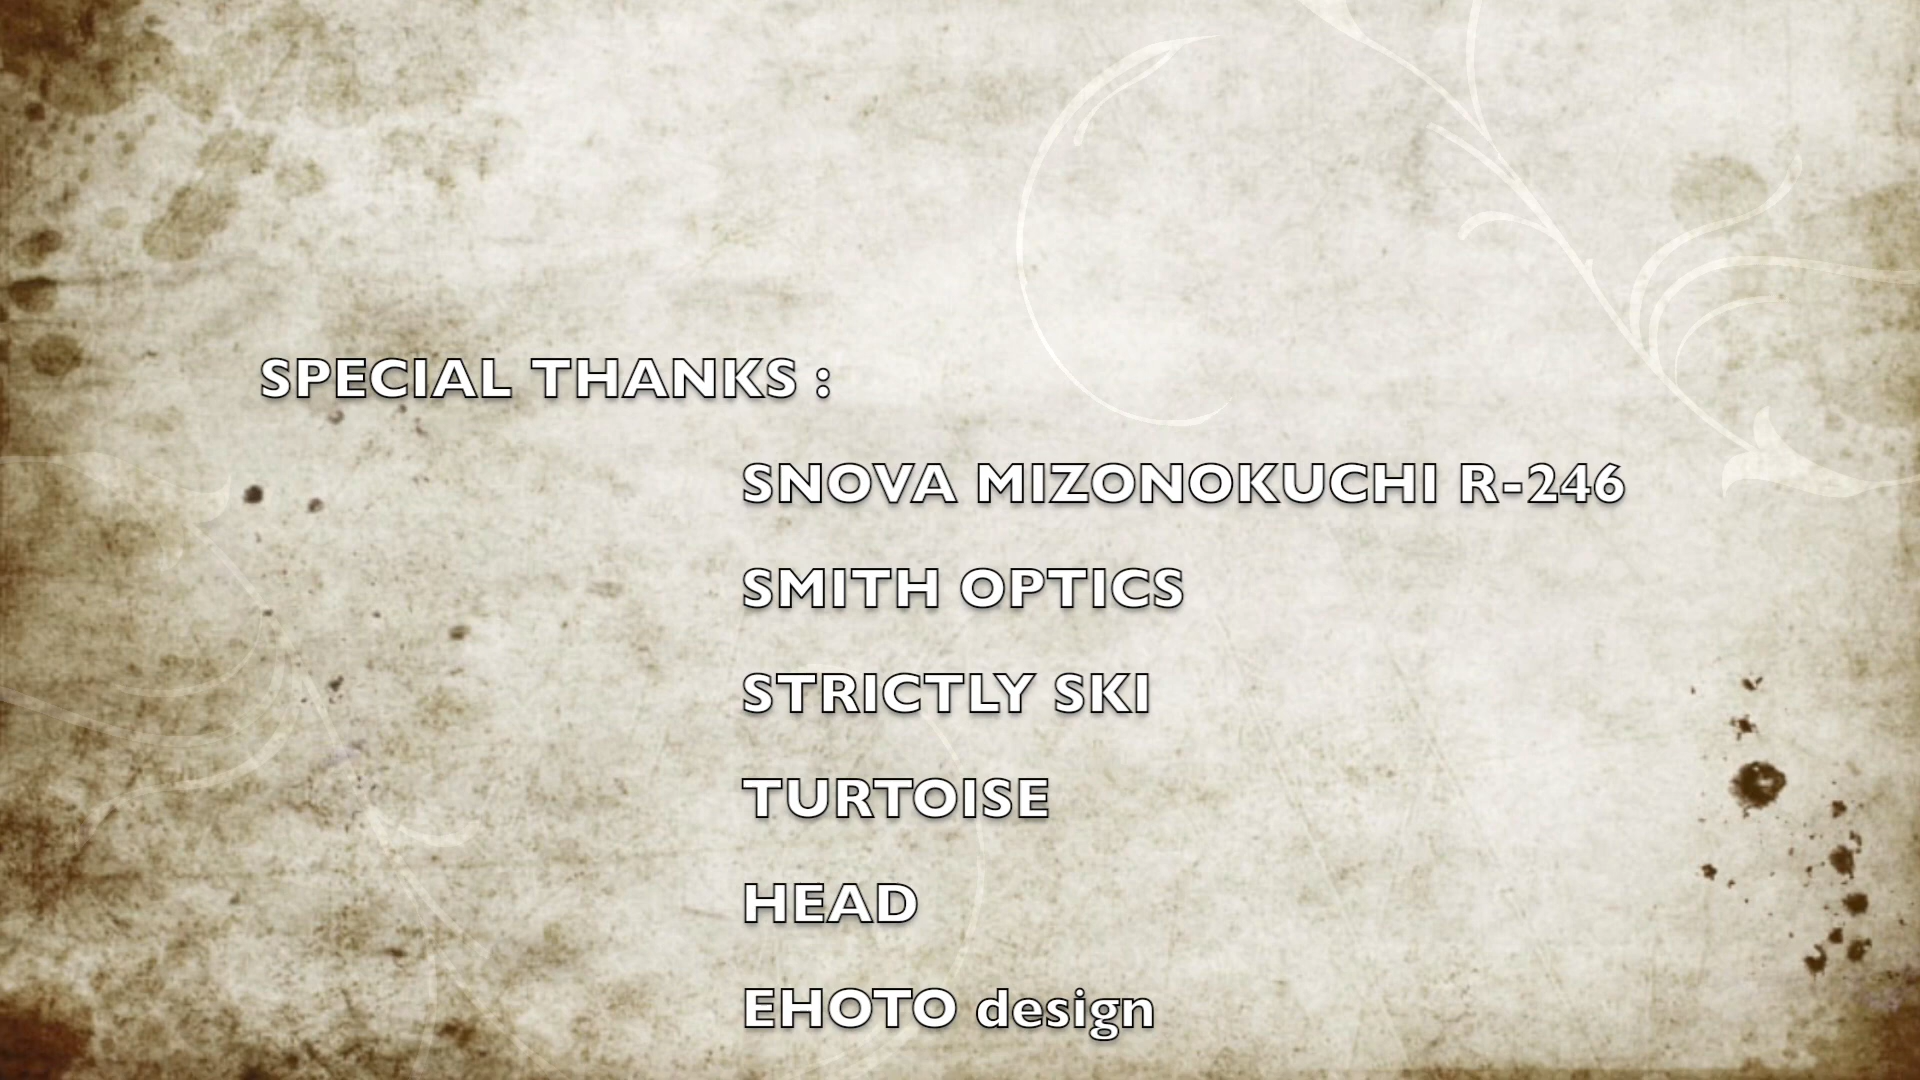 SPECIAL THANKS :
SNOVA MIZONOKUCHI R-246
SMITH OPTICS
STRICTLY SKI
TURTOISE
HEAD
EHOTO design